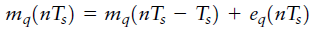 m_q(nT_s) = m_q(nT_s − T_s) + e_q(nT_s)